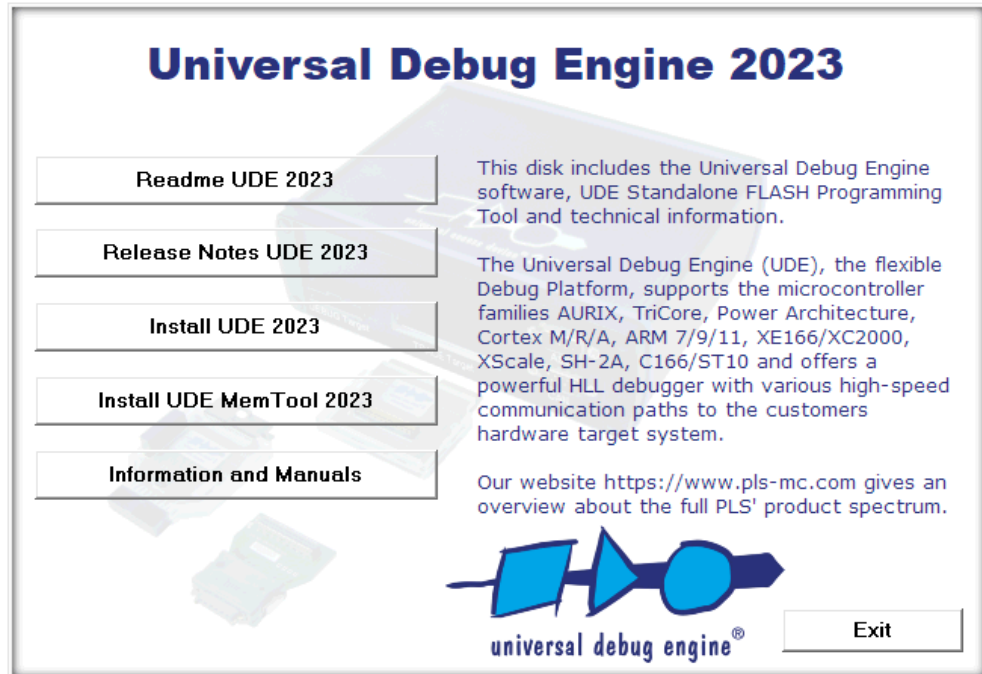 Universal Debug Engine 2023
Readme UDE 2023
Release Notes UDE 2023
Install UDE 2023
Install UDE MemTool 2023
Information and Manuals
This disk includes the Universal Debug Engine
software, UDE Standalone FLASH Programming
Tool and technical information.
The Universal Debug Engine (UDE), the flexible
Debug Platform, supports the microcontroller
families AURIX, TriCore, Power Architecture,
Cortex M/R/A, ARM 7/9/11, XE166/XC2000,
XScale, SH-2A, C166/ST10 and offers a
powerful HLL debugger with various high-speed
communication paths to the customers
hardware target system.
Our website https://www.pls-mc.com gives an
overview about the full PLS' product spectrum.
universal debug engine®
Exit